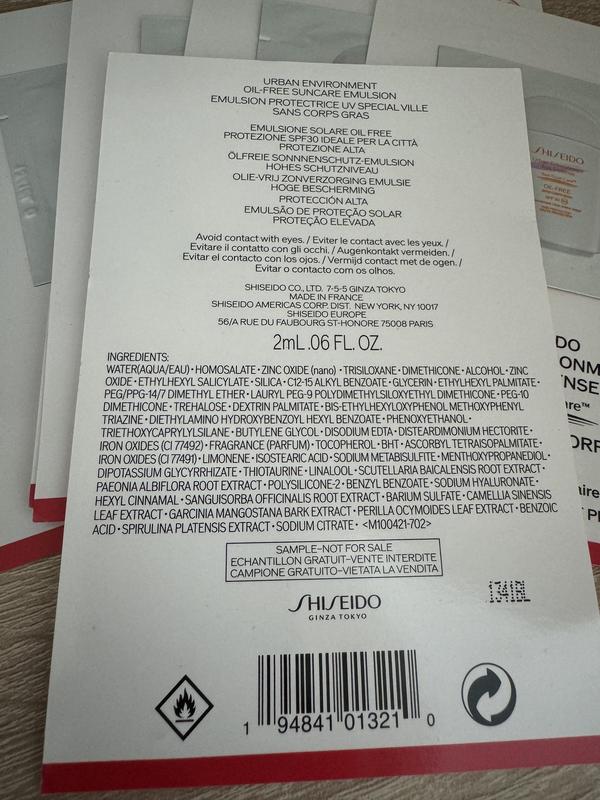 URBAN ENVIRONMENT
OIL-FREE SUNCARE EMULSION
EMULSION PROTECTRICE UV SPECIAL VILLE
SANS CORPS GRAS
EMULSIONE SOLARE OIL FREE
PROTEZIONE SPF30 IDEALE PER LA CITTÀ
PROTEZIONE ALTA
ÖLFREIE SONNNENSCHUTZ-EMULSION
HOHES SCHUTZNIVEAU
OLIE-VRIJ ZONVERZORGING EMULSIE
HOGE BESCHERMING
PROTECCIÓN ALTA
EMULSÃO DE PROTEÇÃO SOLAR
PROTEÇÃO ELEVADA
Avoid contact with eyes. / Eviter le contact avec les yeux. /
Evitare il contatto con gli occhi. / Augenkontakt vermeiden. /
Evitar el contacto con los ojos. / Vermijd contact met de ogen. /
Evitar o contacto com os olhos.
SHISEIDO CO., LTD. 7-5-5 GINZA TOKYO
MADE IN FRANCE
SHISEIDO AMERICAS CORP. DIST. NEW YORK, NY 10017
SHISEIDO EUROPE
56/A RUE DU FAUBOURG ST-HONORE 75008 PARIS
2mL .06 FL. OZ.
INGREDIENTS:
WATER(AQUA/EAU)・HOMOSALATE・ZINC OXIDE (nano)・TRISILOXANE・DIMETHICONE・ALCOHOL・ZINC
OXIDE・ETHYLHEXYL SALICYLATE・SILICA・C12-15 ALKYL BENZOATE・GLYCERIN・ETHYLHEXYL PALMITATE・
PEG/PPG-14/7 DIMETHYL ETHER・LAURYL PEG-9 POLYDIMETHYLSILOXYETHYL DIMETHICONE・PEG-10
DIMETHICONE・TREHALOSE・DEXTRIN PALMITATE・BIS-ETHYLHEXYLOXYPHENOL METHOXYPHENYL
TRIAZINE・DIETHYLAMINO HYDROXYBENZOYL HEXYL BENZOATE・PHENOXYETHANOL・
TRIETHOXYCAPRYLYLSILANE・BUTYLENE GLYCOL・DISODIUM EDTA・DISTEARDIMONIUM HECTORITE・
IRON OXIDES (CI 77492)・FRAGRANCE (PARFUM)・TOCOPHEROL・BHT・ASCORBYL TETRAISOPALMITATE・
IRON OXIDES (CI 77491)・LIMONENE・ISOSTEARIC ACID・SODIUM METABISULFITE・MENTHOXYPROPANEDIOL・
DIPOTASSIUM GLYCYRRHIZATE・THIOTAURINE・LINALOOL・SCUTELLARIA BAICALENSIS ROOT EXTRACT・
PAEONIA ALBIFLORA ROOT EXTRACT・POLYSILICONE-2・BENZYL BENZOATE・SODIUM HYALURONATE・
HEXYL CINNAMAL・SANGUISORBA OFFICINALIS ROOT EXTRACT・BARIUM SULFATE・CAMELLIA SINENSIS
LEAF EXTRACT・GARCINIA MANGOSTANA BARK EXTRACT・PERILLA OCYMOIDES LEAF EXTRACT・BENZOIC
ACID・SPIRULINA PLATENSIS EXTRACT・SODIUM CITRATE・ <M100421-702>
SAMPLE-NOT FOR SALE
ECHANTILLON GRATUIT-VENTE INTERDITE
CAMPIONE GRATUITO-VIETATA LA VENDITA
1341BL
SHISEIDO
GINZA TOKYO
1 94841 01321 0
SHISEIDO
OIL-FREE